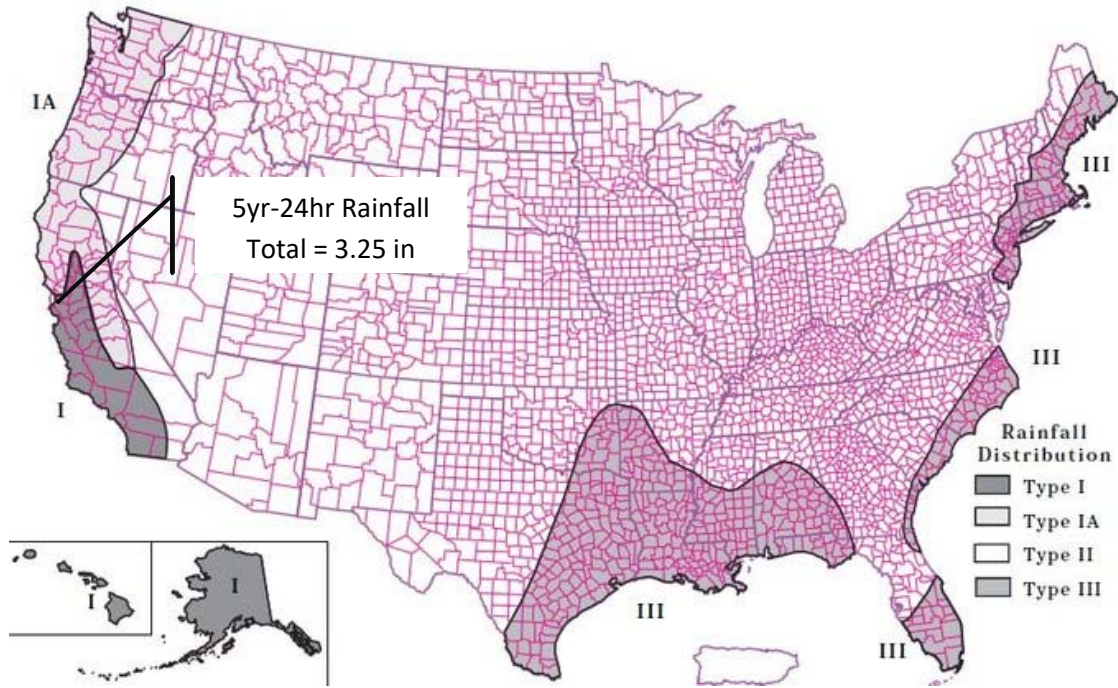 IA
5yr-24hr Rainfall
Total = 3.25 in
III
III
I
Rainfall
Distribution
Type I
Type IA
Type II
Type III
I
I
III
III